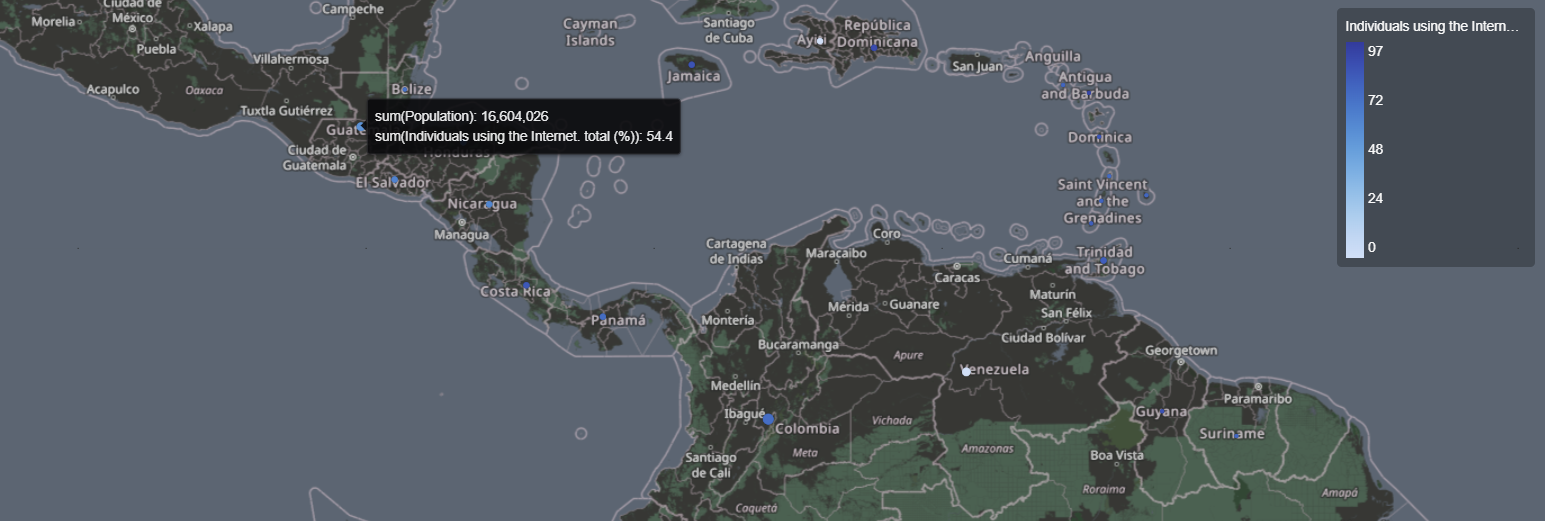 Ciudad de
México
Morelia
Xalapa
Puebla
Campeche
Villahermosa
Acapulco
Oaxaca
Tuxtla Gutiérrez
Belize
Guate
Ciudad de
Guatemala
Honduras
El Salvador
Nicaragua
Managua
Costa Rica
Panamá
sum(Population): 16,604,026
sum(Individuals using the Internet. total (%)): 54.4
Cayman
Islands
Santiago
de Cuba
Jamaica
República
Dominicana
San Juan
Anguilla
Antigua
and Barbuda
Dominica
Saint Vincent
and the
Grenadines
Trinidad
and Tobago
Cartagena
de Indias
Coro
Maracaibo
Caracas
Cumaná
Maturín
Mérida
Guanare
San Félix
Montería
Ciudad Bolívar
Bucaramanga
Apure
Venezuela
Georgetown
Medellín
Paramaribo
Ibagué
Colombia
Vichada
Guyana
Suriname
Santiago
de Cali
Meta
Amazonas
Boa Vista
Roraima
Amapá
Caquetá
Individuals using the Intern...
97
72
48
24
0